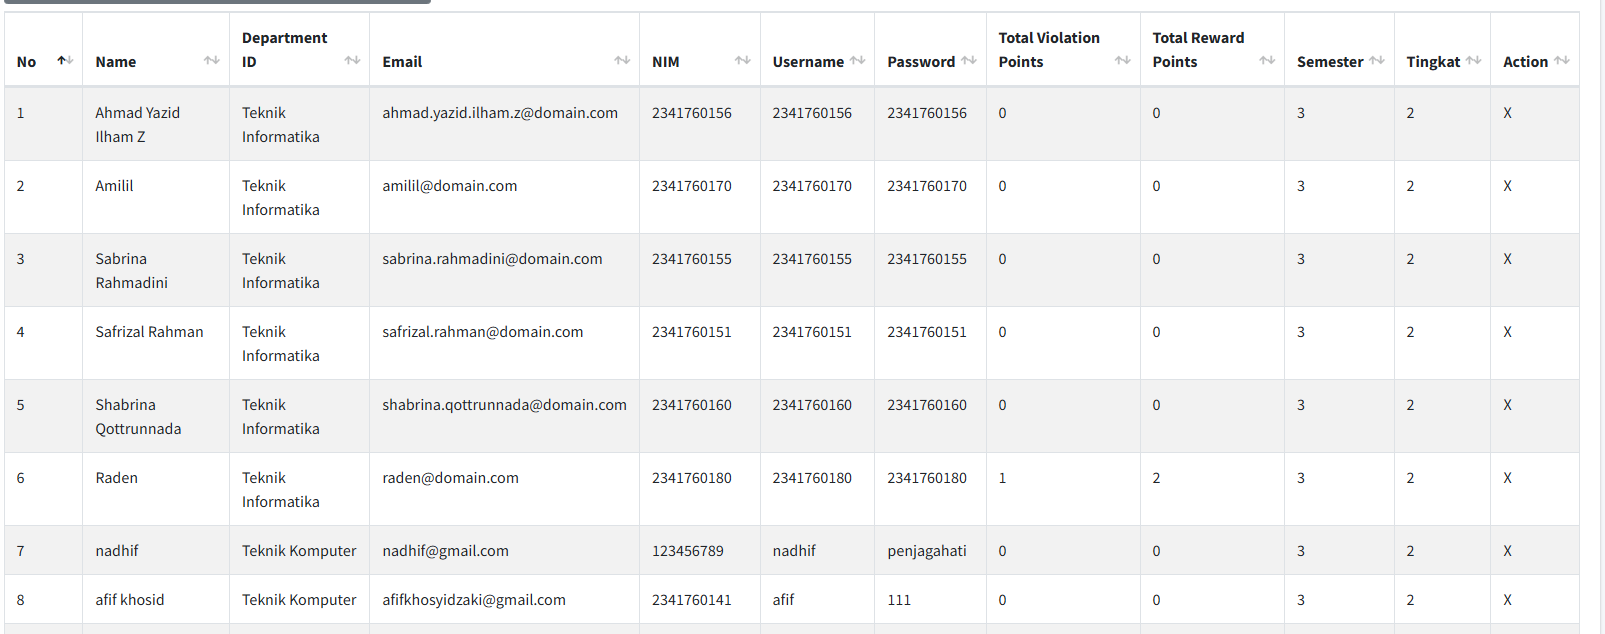 No Name Department ID Email NIM Username Password Total Violation Points Total Reward Points Semester Tingkat Action
1 Ahmad Yazid Ilham Z Teknik Informatika ahmad.yazid.ilham.z@domain.com 2341760156 2341760156 2341760156 0 0 3 2 X
2 Amilil Teknik Informatika amilil@domain.com 2341760170 2341760170 2341760170 0 0 3 2 X
3 Sabrina Rahmadini Teknik Informatika sabrina.rahmadini@domain.com 2341760155 2341760155 2341760155 0 0 3 2 X
4 Safrizal Rahman Teknik Informatika safrizal.rahman@domain.com 2341760151 2341760151 2341760151 0 0 3 2 X
5 Shabrina Qottrunnada Teknik Informatika shabrina.qottrunnada@domain.com 2341760160 2341760160 2341760160 0 0 3 2 X
6 Raden Teknik Informatika raden@domain.com 2341760180 2341760180 2341760180 1 2 3 2 X
7 nadhif Teknik Komputer nadhif@gmail.com 123456789 nadhif penjagahati 0 0 3 2 X
8 afif khosid Teknik Komputer afifkhosyidzaki@gmail.com 2341760141 afif 111 0 0 3 2 X